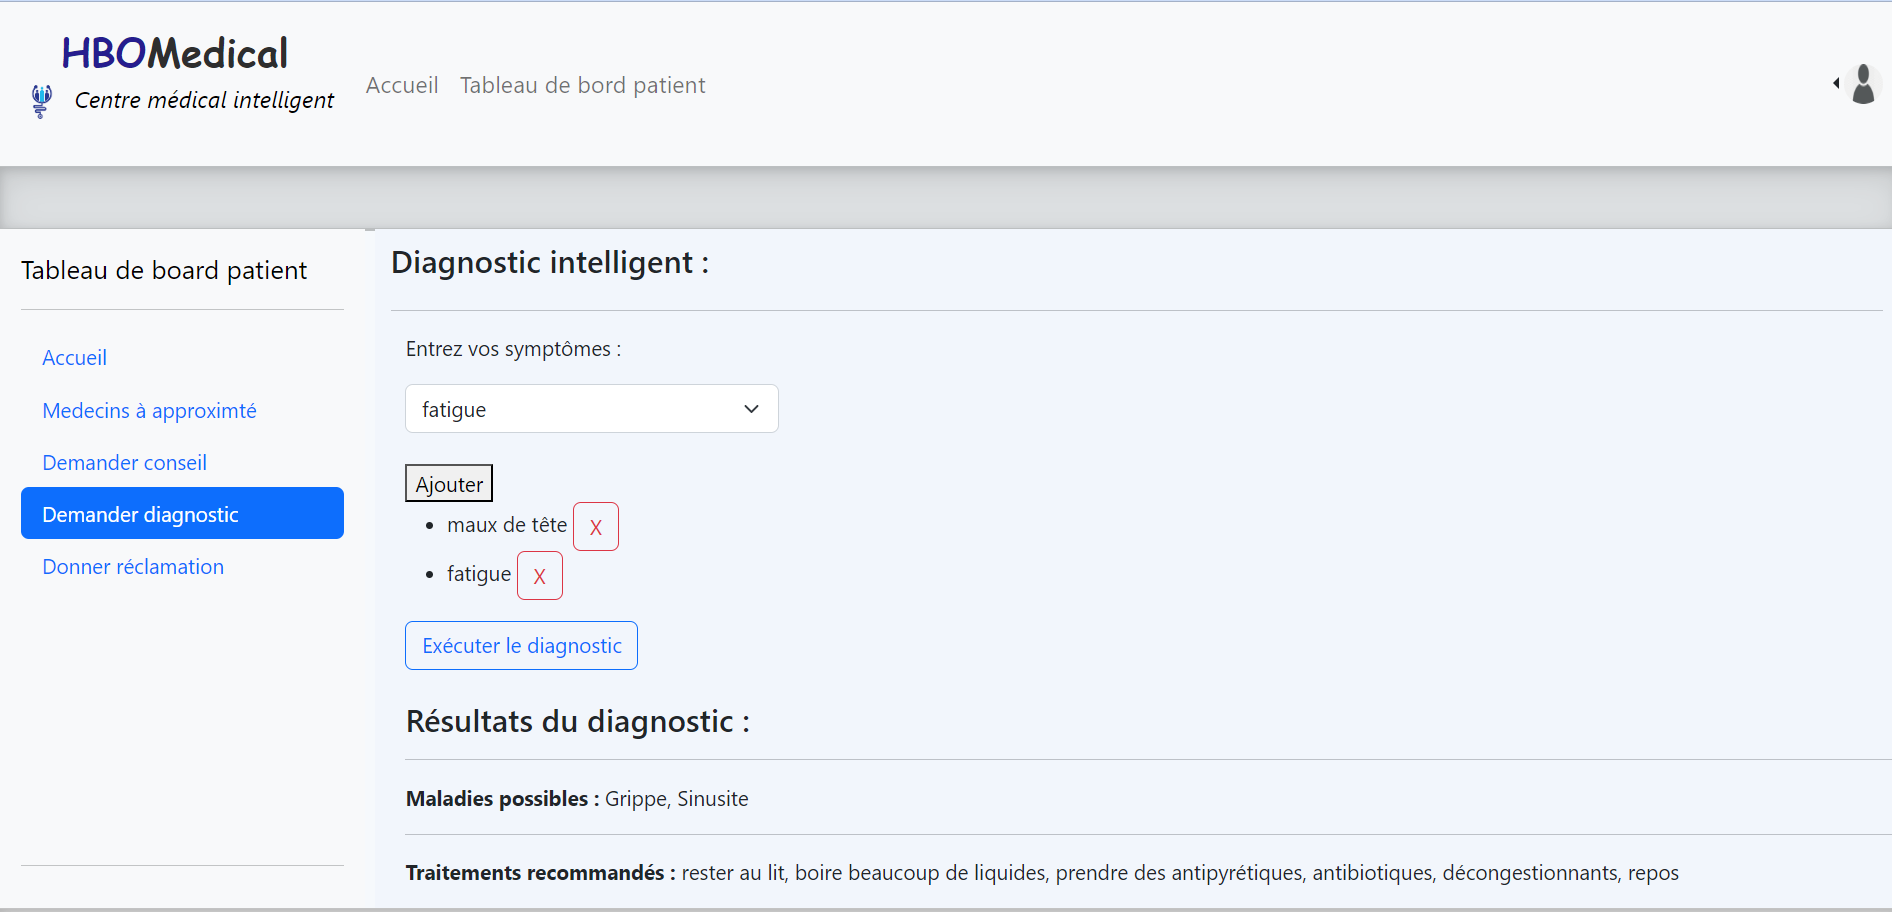 HBOMedical
Centre médical intelligent
Accueil Tableau de bord patient
Tableau de board patient
Accueil
Medecins à approximté
Demander conseil
Demander diagnostic
Donner réclamation
Diagnostic intelligent :
Entrez vos symptômes :
fatigue
Ajouter
• maux de tête X
• fatigue X
Exécuter le diagnostic
Résultats du diagnostic :
Maladies possibles : Grippe, Sinusite
Traitements recommandés : rester au lit, boire beaucoup de liquides, prendre des antipyrétiques, antibiotiques, décongestionnants, repos